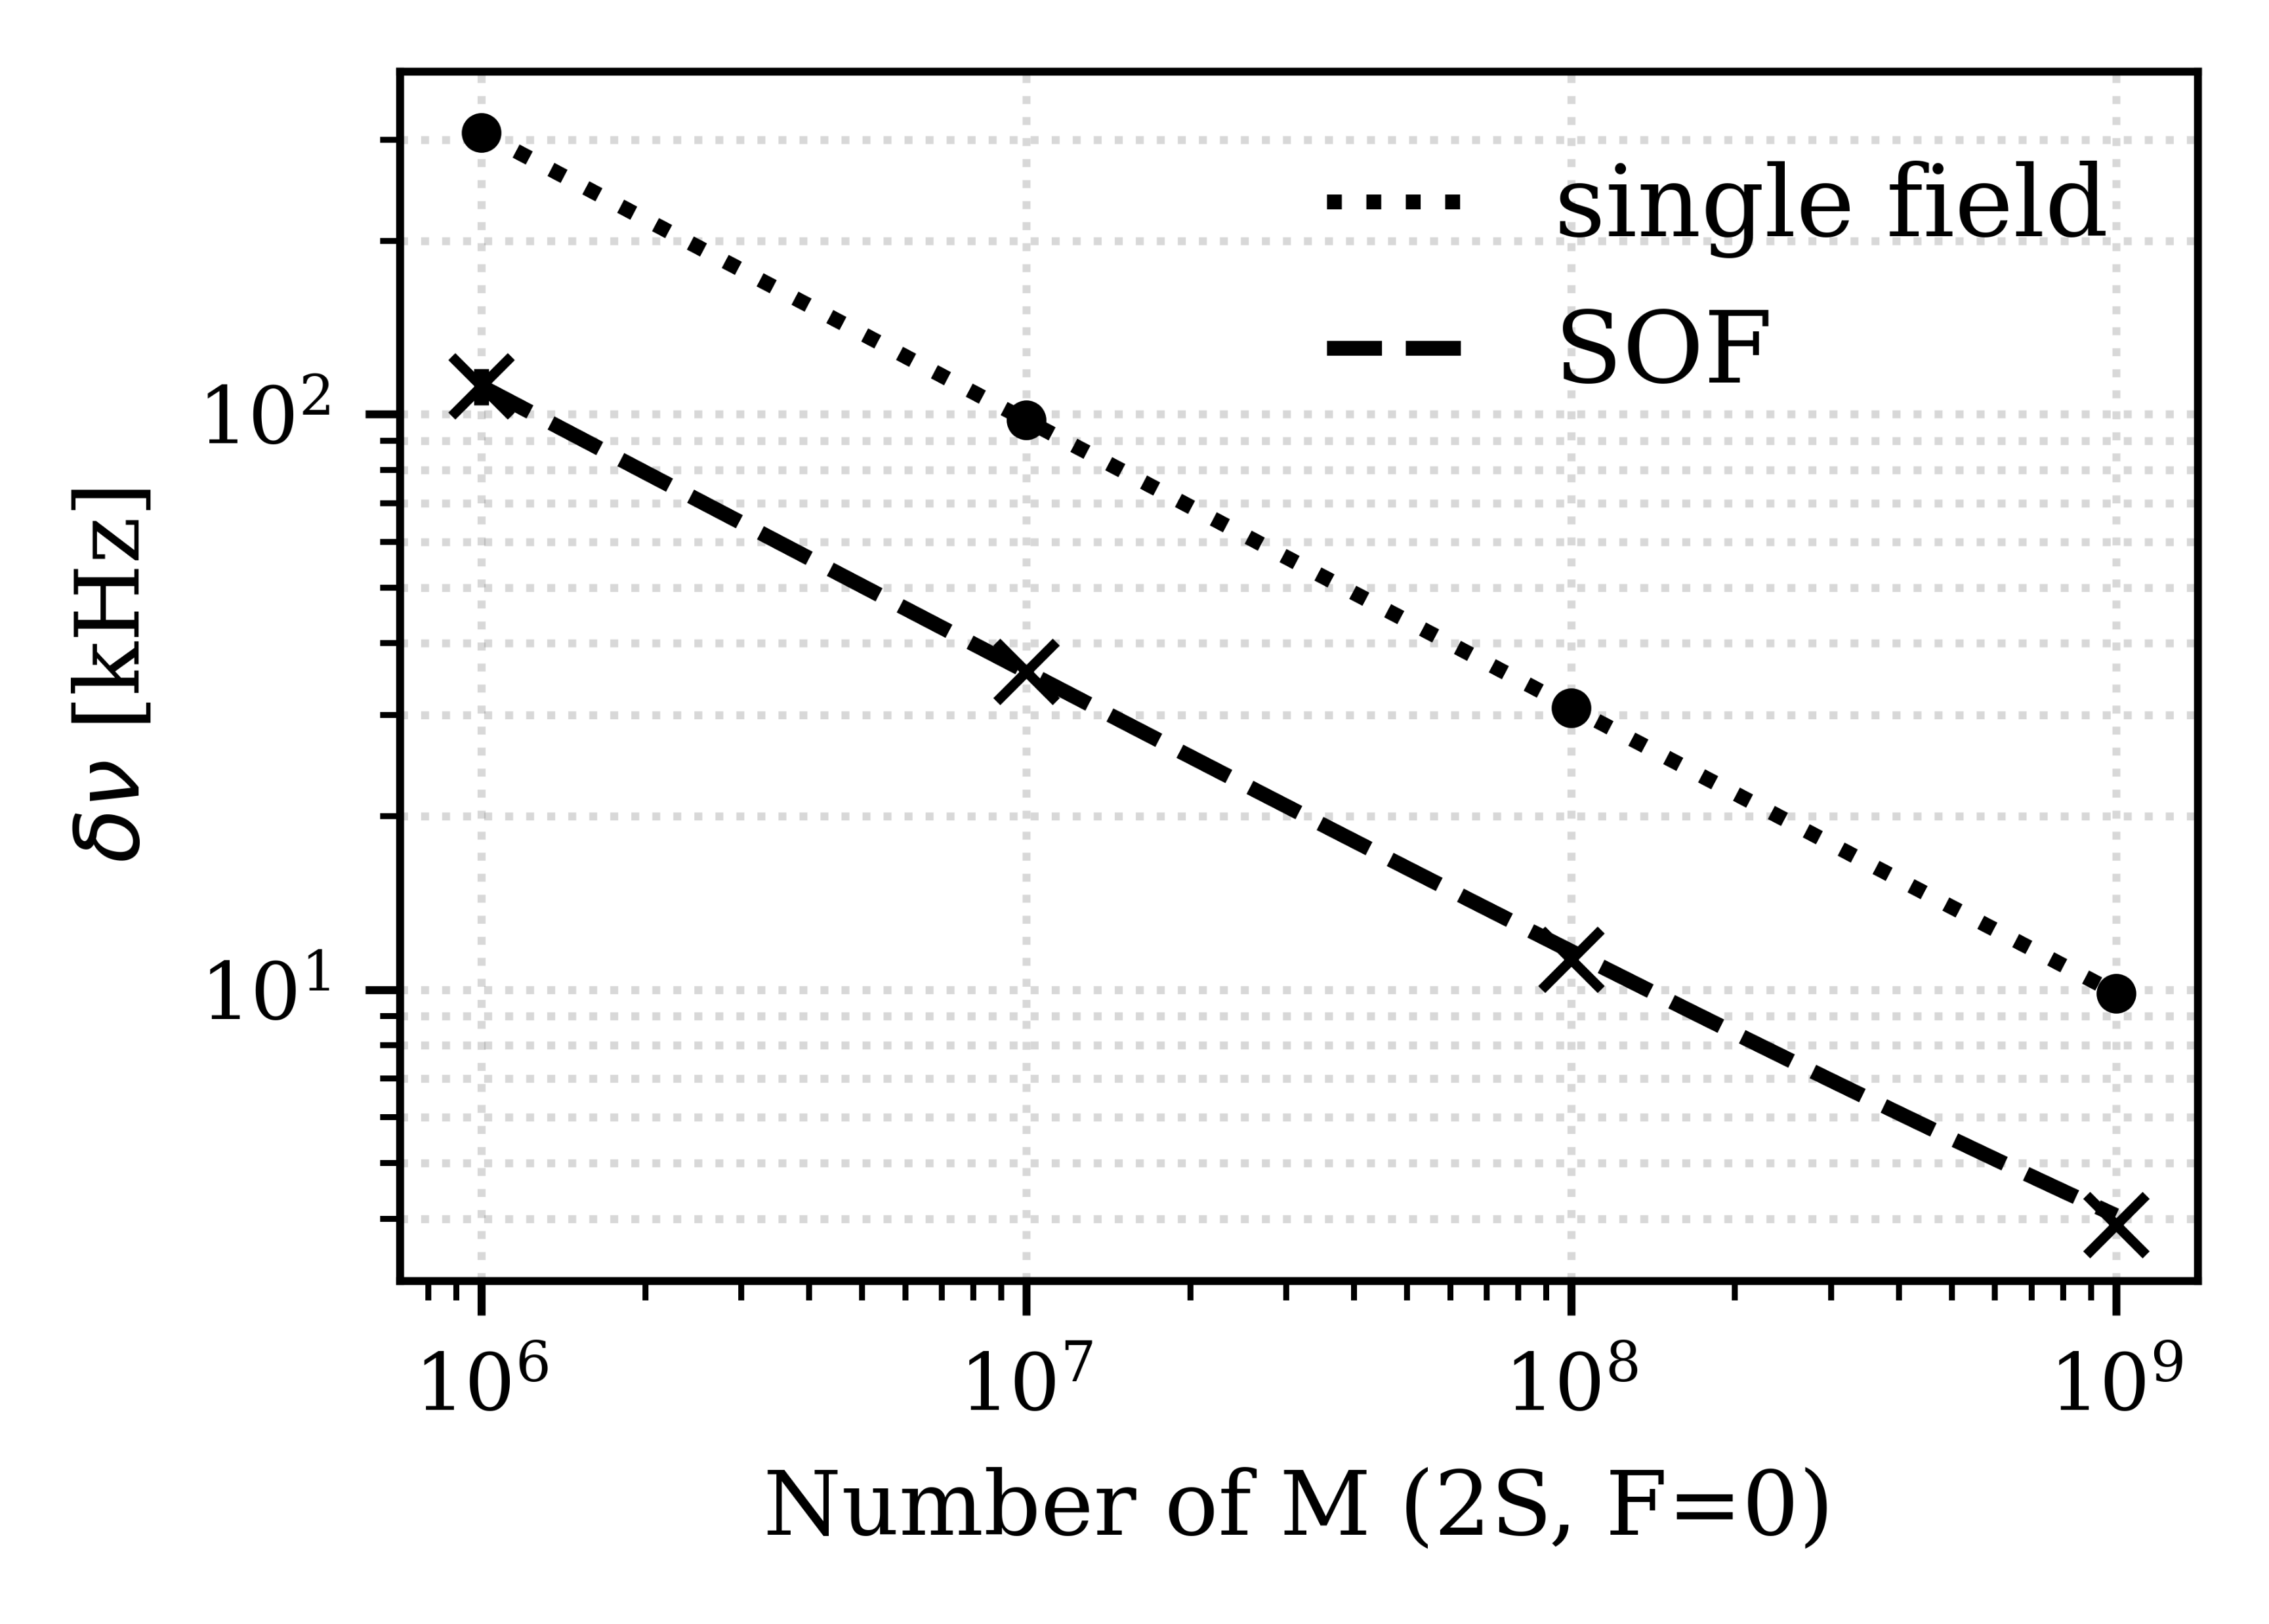 single field
SOF
10²
10¹
δν [kHz]
10⁶ 10⁷ 10⁸ 10⁹
Number of M (2S, F=0)